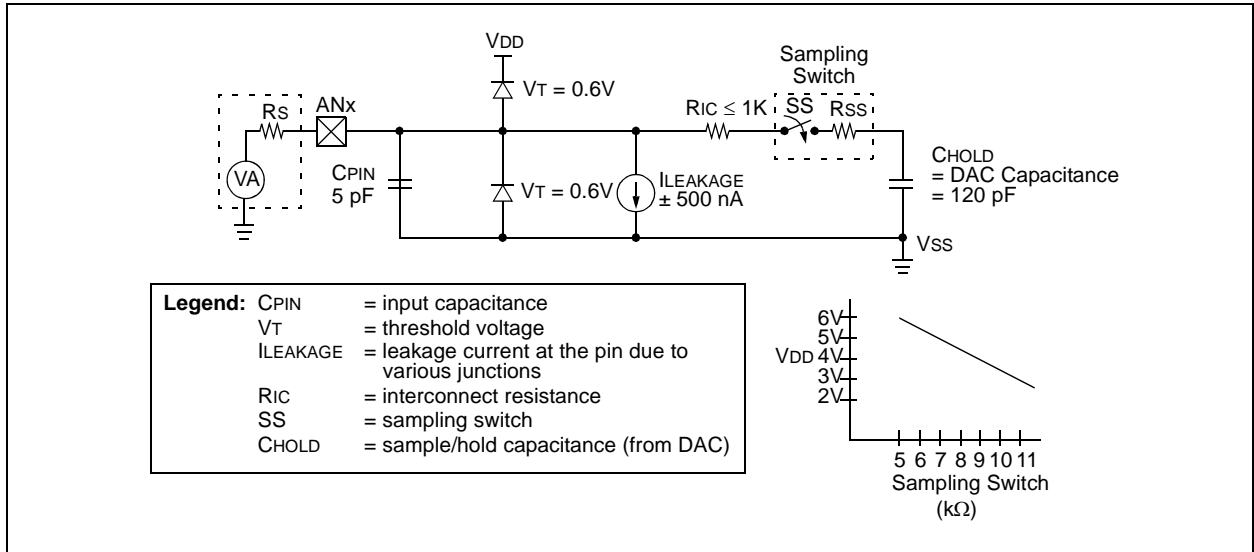 VDD
Sampling
Switch
VT = 0.6V
RS
ANx
RIC ≤ 1K
SS
RSS
VA
CPIN
5 pF
VT = 0.6V
ILEAKAGE
± 500 nA
CHOLD
= DAC Capacitance
= 120 pF
VSS
Legend: CPIN = input capacitance
VT = threshold voltage
ILEAKAGE = leakage current at the pin due to
various junctions
RIC = interconnect resistance
SS = sampling switch
CHOLD = sample/hold capacitance (from DAC)
6V
5V
VDD 4V
3V
2V
5 6 7 8 9 10 11
Sampling Switch
(kΩ)